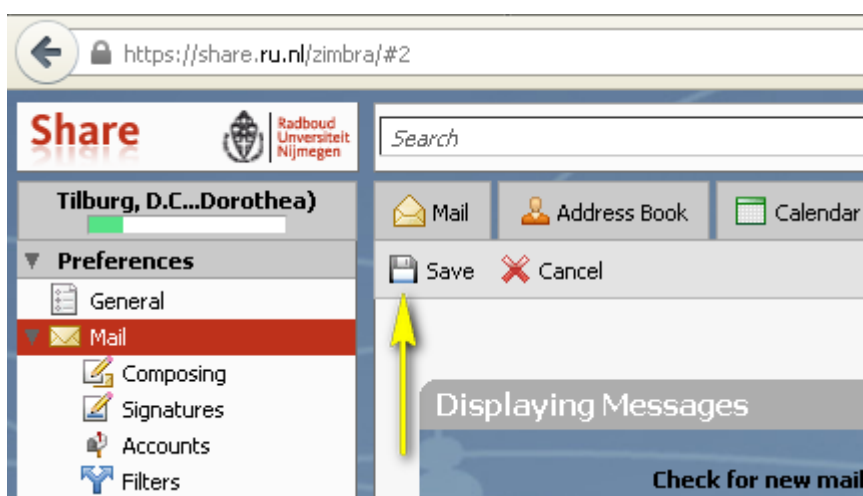 https://share.ru.nl/zimbra/#2
Share
Radboud
Unversiteit
Nijmegen
Search
Tilburg, D.C...Dorothea)
Mail
Address Book
Calendar
Preferences
Save
Cancel
General
Mail
Composing
Displaying Messages
Signatures
Accounts
Filters
Check for new mail